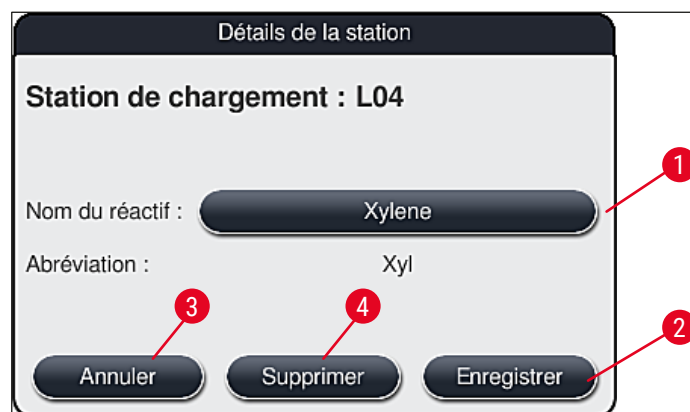 Détails de la station
Station de chargement : L04
1
Nom du réactif : Xylene
Abréviation : Xyl
3 4
2
Annuler Supprimer Enregistrer